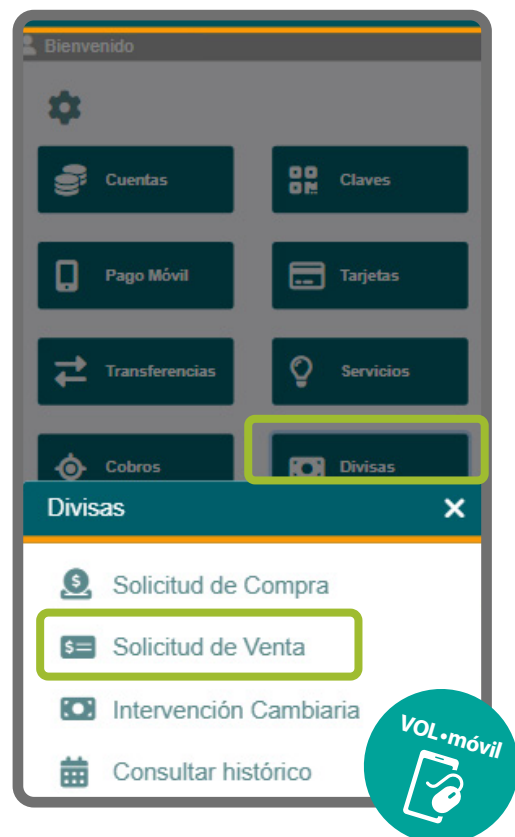 Bienvenido
Cuentas
Claves
Pago Móvil
Tarjetas
Transferencias
Servicios
Cobros
Divisas
Divisas
Solicitud de Compra
Solicitud de Venta
Intervención Cambiaria
Consultar histórico
VOL•móvil